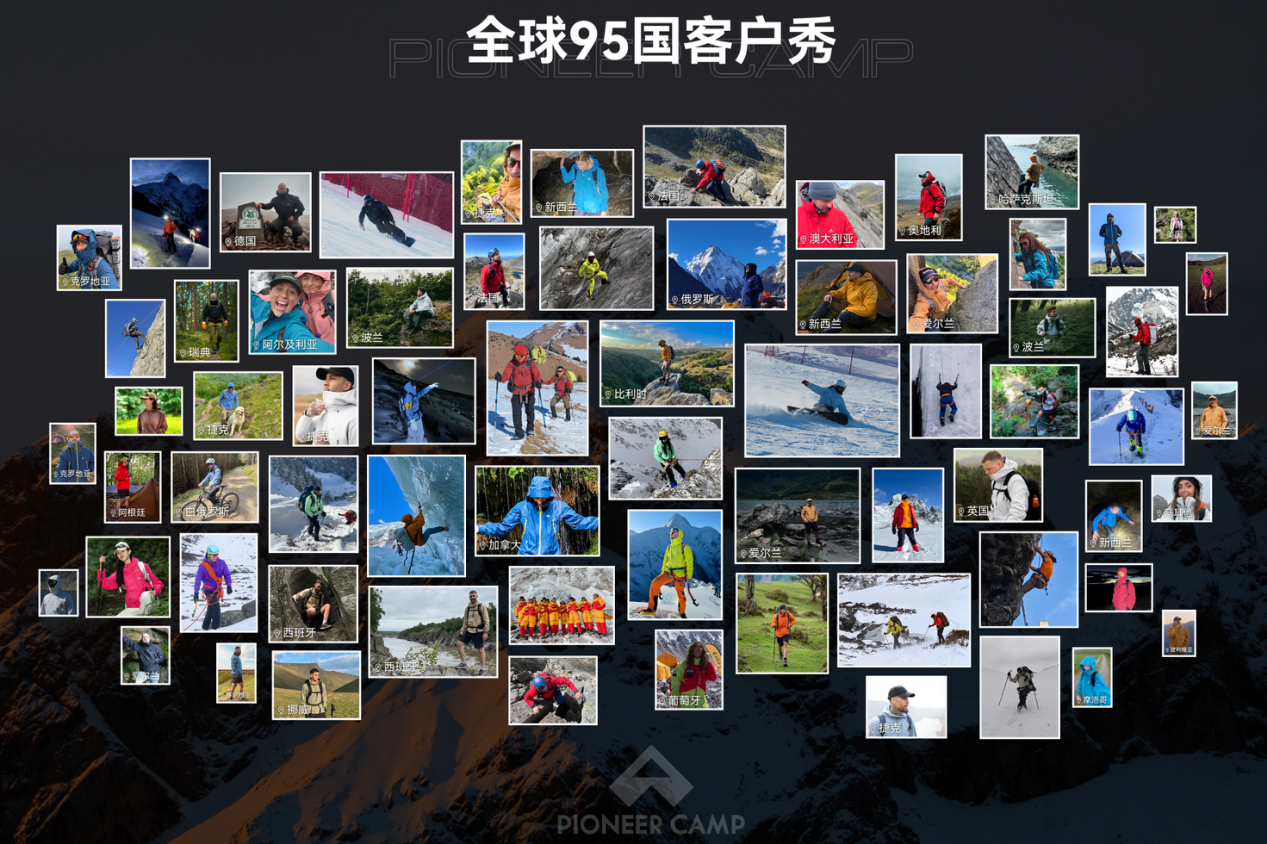 全球95国客户秀
PIONEER CAMP
捷克
新西兰
法国
哈萨克斯坦
德国
澳大利亚
奥地利
克罗地亚
法国
俄罗斯
新西兰
爱尔兰
瑞典
阿尔及利亚
波兰
波兰
比利时
捷克
捷克
爱尔兰
克罗地亚
阿根廷
白俄罗斯
加拿大
爱尔兰
英国
新西兰
西班牙
西班牙
挪威
葡萄牙
捷克
摩洛哥
玻利维亚
PIONEER CAMP